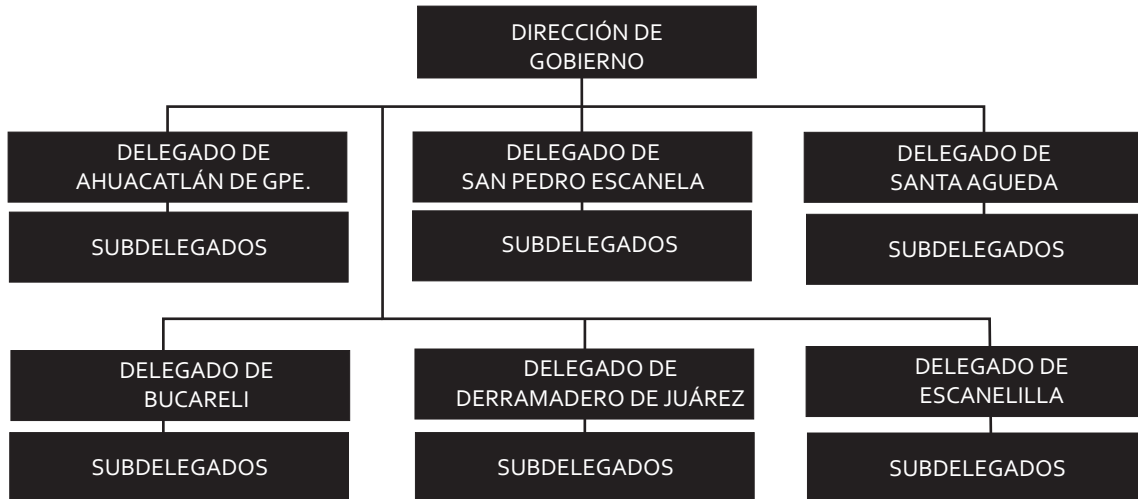 DIRECCIÓN DE
GOBIERNO
DELEGADO DE
AHUACATLÁN DE GPE.
DELEGADO DE
SAN PEDRO ESCANELA
DELEGADO DE
SANTA AGUEDA
SUBDELEGADOS
SUBDELEGADOS
SUBDELEGADOS
DELEGADO DE
BUCARELI
DELEGADO DE
DERRAMADERO DE JUÁREZ
DELEGADO DE
ESCANELILLA
SUBDELEGADOS
SUBDELEGADOS
SUBDELEGADOS